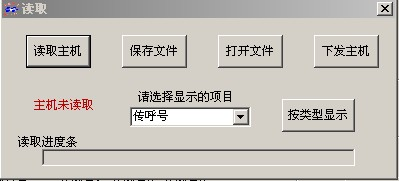 读取
读取主机 保存文件 打开文件 下发主机
主机未读取
请选择显示的项目
传呼号
按类型显示
读取进度条